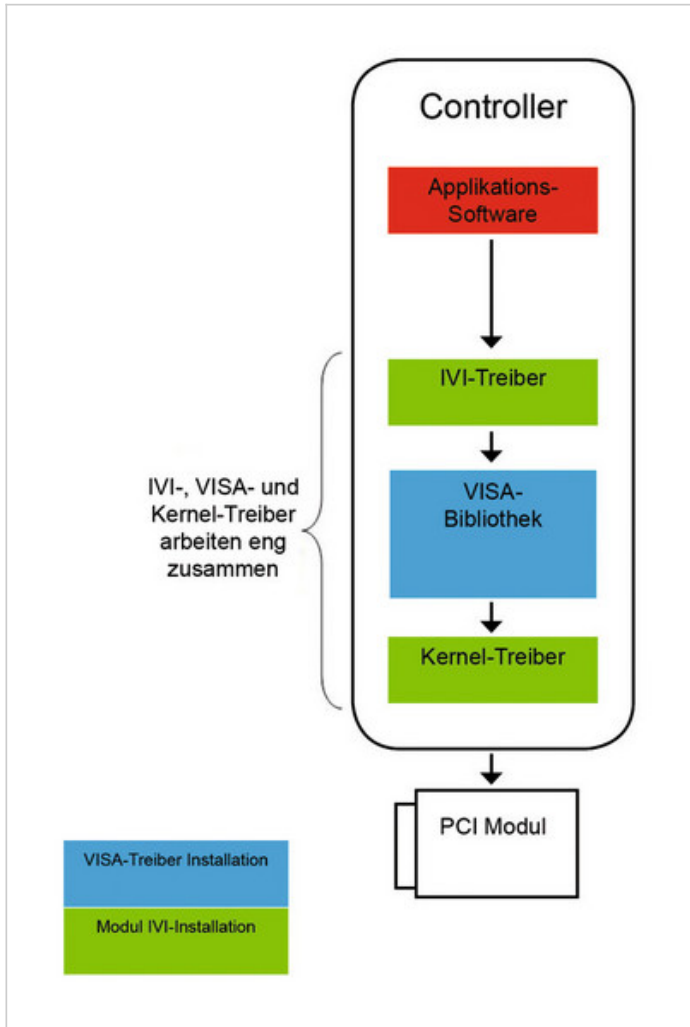 Controller
Applikations-
Software
IVI-Treiber
VISA-
Bibliothek
IVI-, VISA- und
Kernel-Treiber
arbeiten eng
zusammen
Kernel-Treiber
PCI Modul
VISA-Treiber Installation
Modul IVI-Installation